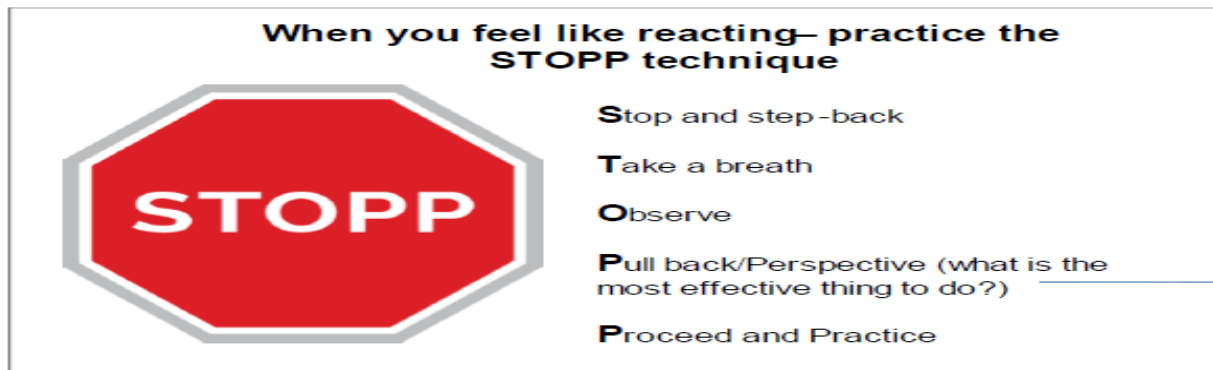 When you feel like reacting– practice the
STOPP technique
STOPP
Stop and step-back
Take a breath
Observe
Pull back/Perspective (what is the
most effective thing to do?)
Proceed and Practice